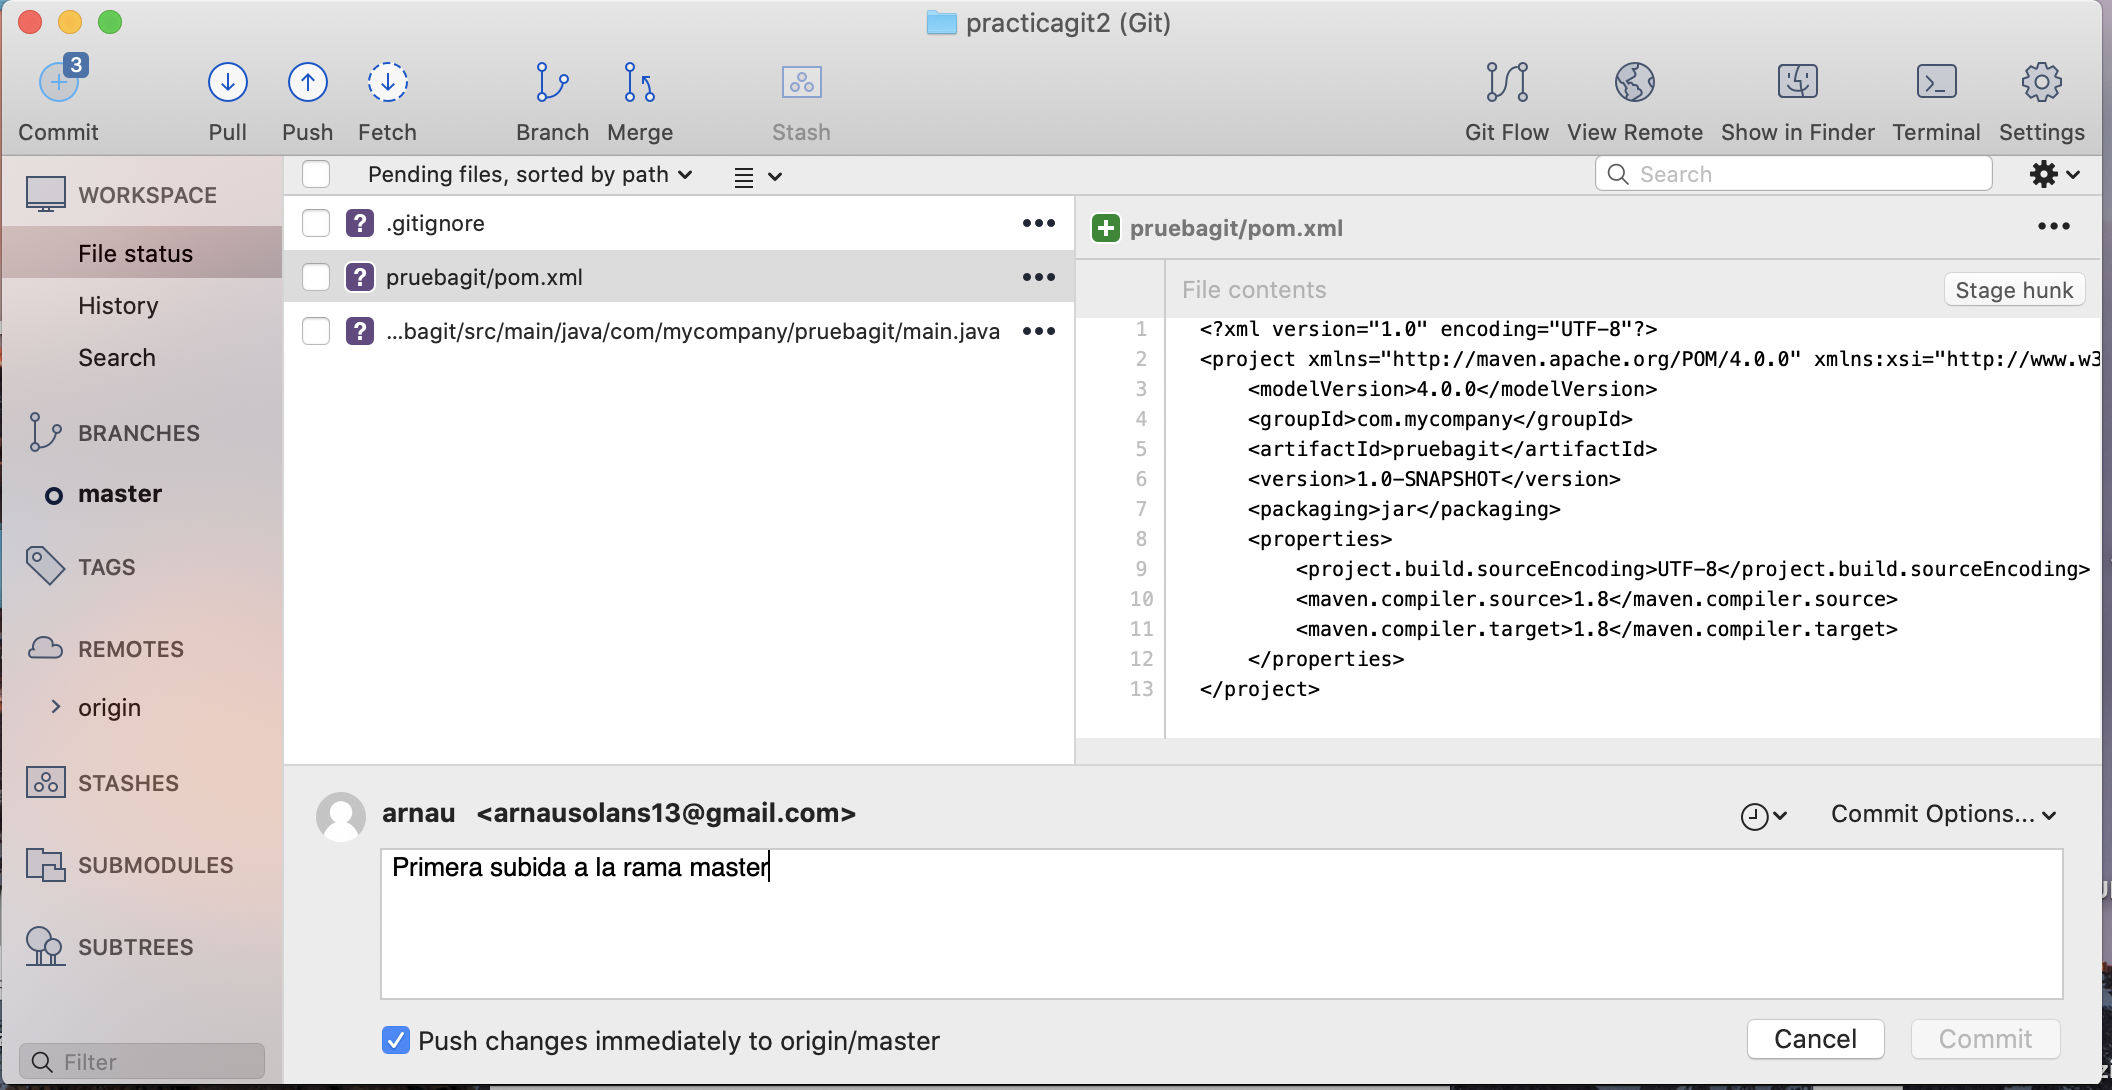 practicagit2 (Git)
3
Commit
Pull
Push
Fetch
Branch
Merge
Stash
Git Flow
View Remote
Show in Finder
Terminal
Settings
WORKSPACE
File status
History
Search
BRANCHES
master
TAGS
REMOTES
origin
STASHES
SUBMODULES
SUBTREES
Filter
Pending files, sorted by path
Search
? .gitignore
? pruebagit/pom.xml
? ...bagit/src/main/java/com/mycompany/pruebagit/main.java
pruebagit/pom.xml
File contents
Stage hunk
1 <?xml version="1.0" encoding="UTF-8"?>
2 <project xmlns="http://maven.apache.org/POM/4.0.0" xmlns:xsi="http://www.w3
3 <modelVersion>4.0.0</modelVersion>
4 <groupId>com.mycompany</groupId>
5 <artifactId>pruebagit</artifactId>
6 <version>1.0-SNAPSHOT</version>
7 <packaging>jar</packaging>
8 <properties>
9 <project.build.sourceEncoding>UTF-8</project.build.sourceEncoding>
10 <maven.compiler.source>1.8</maven.compiler.source>
11 <maven.compiler.target>1.8</maven.compiler.target>
12 </properties>
13 </project>
arnau <arnausolans13@gmail.com>
Commit Options...
Primera subida a la rama master
Push changes immediately to origin/master
Cancel
Commit